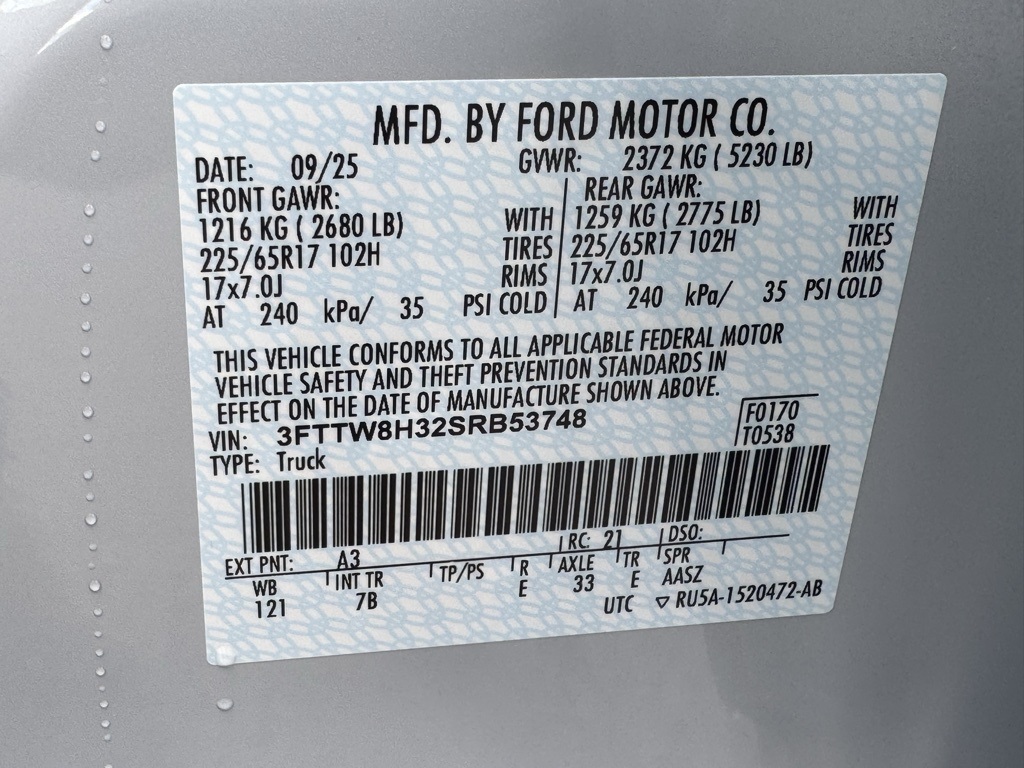 MFD. BY FORD MOTOR CO.
DATE: 09/25 GVWR: 2372 KG ( 5230 LB)
FRONT GAWR: REAR GAWR:
1216 KG ( 2680 LB) WITH 1259 KG ( 2775 LB) WITH
225/65R17 102H TIRES 225/65R17 102H TIRES
17x7.0J RIMS 17x7.0J RIMS
AT 240 kPa/ 35 PSI COLD AT 240 kPa/ 35 PSI COLD
THIS VEHICLE CONFORMS TO ALL APPLICABLE FEDERAL MOTOR
VEHICLE SAFETY AND THEFT PREVENTION STANDARDS IN
EFFECT ON THE DATE OF MANUFACTURE SHOWN ABOVE.
VIN: 3FTTW8H32SRB53748 F0170
TYPE: Truck T0538
EXT PNT: A3 RC: 21 DSO:
WB INT TR TP/PS R AXLE TR SPR
121 7B E 33 E AASZ
UTC ▽ RU5A-1520472-AB